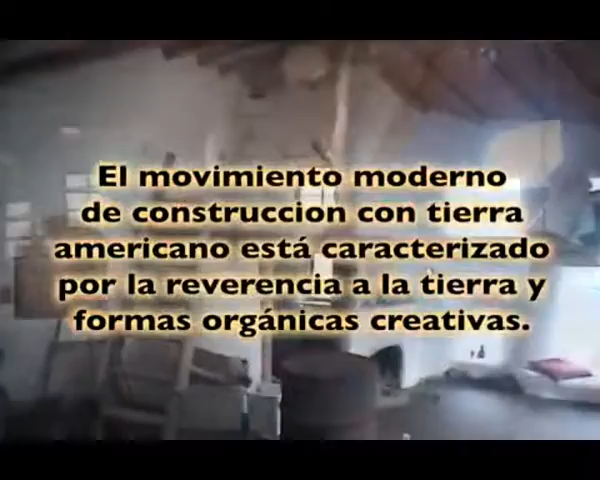 El movimiento moderno
de construccion con tierra
americano está caracterizado
por la reverencia a la tierra y
formas orgánicas creativas.